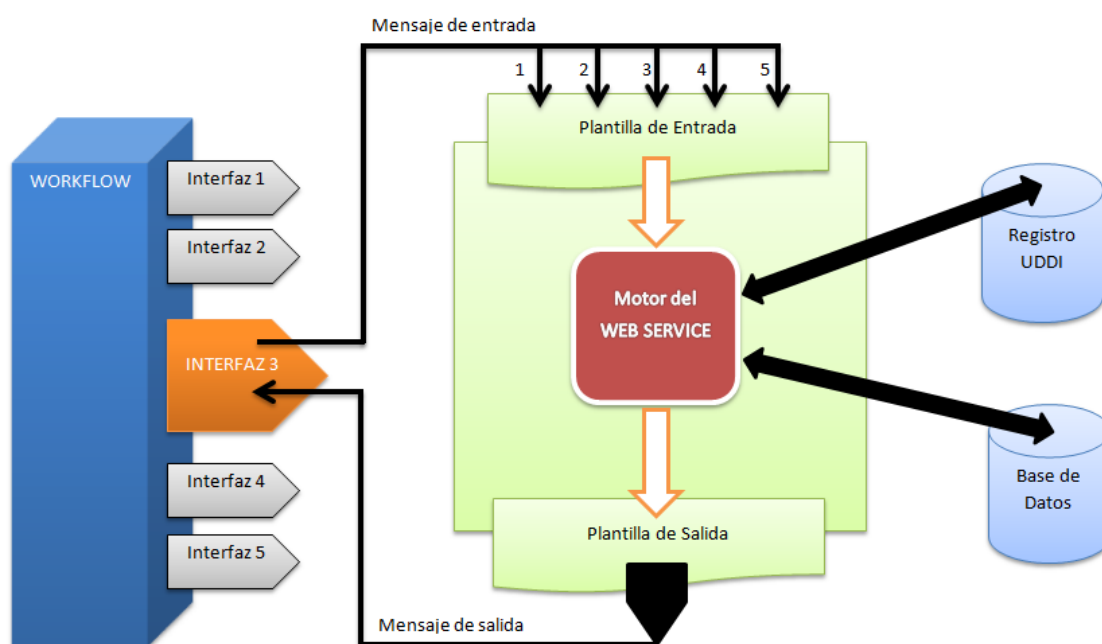 Mensaje de entrada
1 2 3 4 5
Plantilla de Entrada
WORKFLOW
Interfaz 1
Interfaz 2
INTERFAZ 3
Interfaz 4
Interfaz 5
Motor del
WEB SERVICE
Registro
UDDI
Base de
Datos
Plantilla de Salida
Mensaje de salida